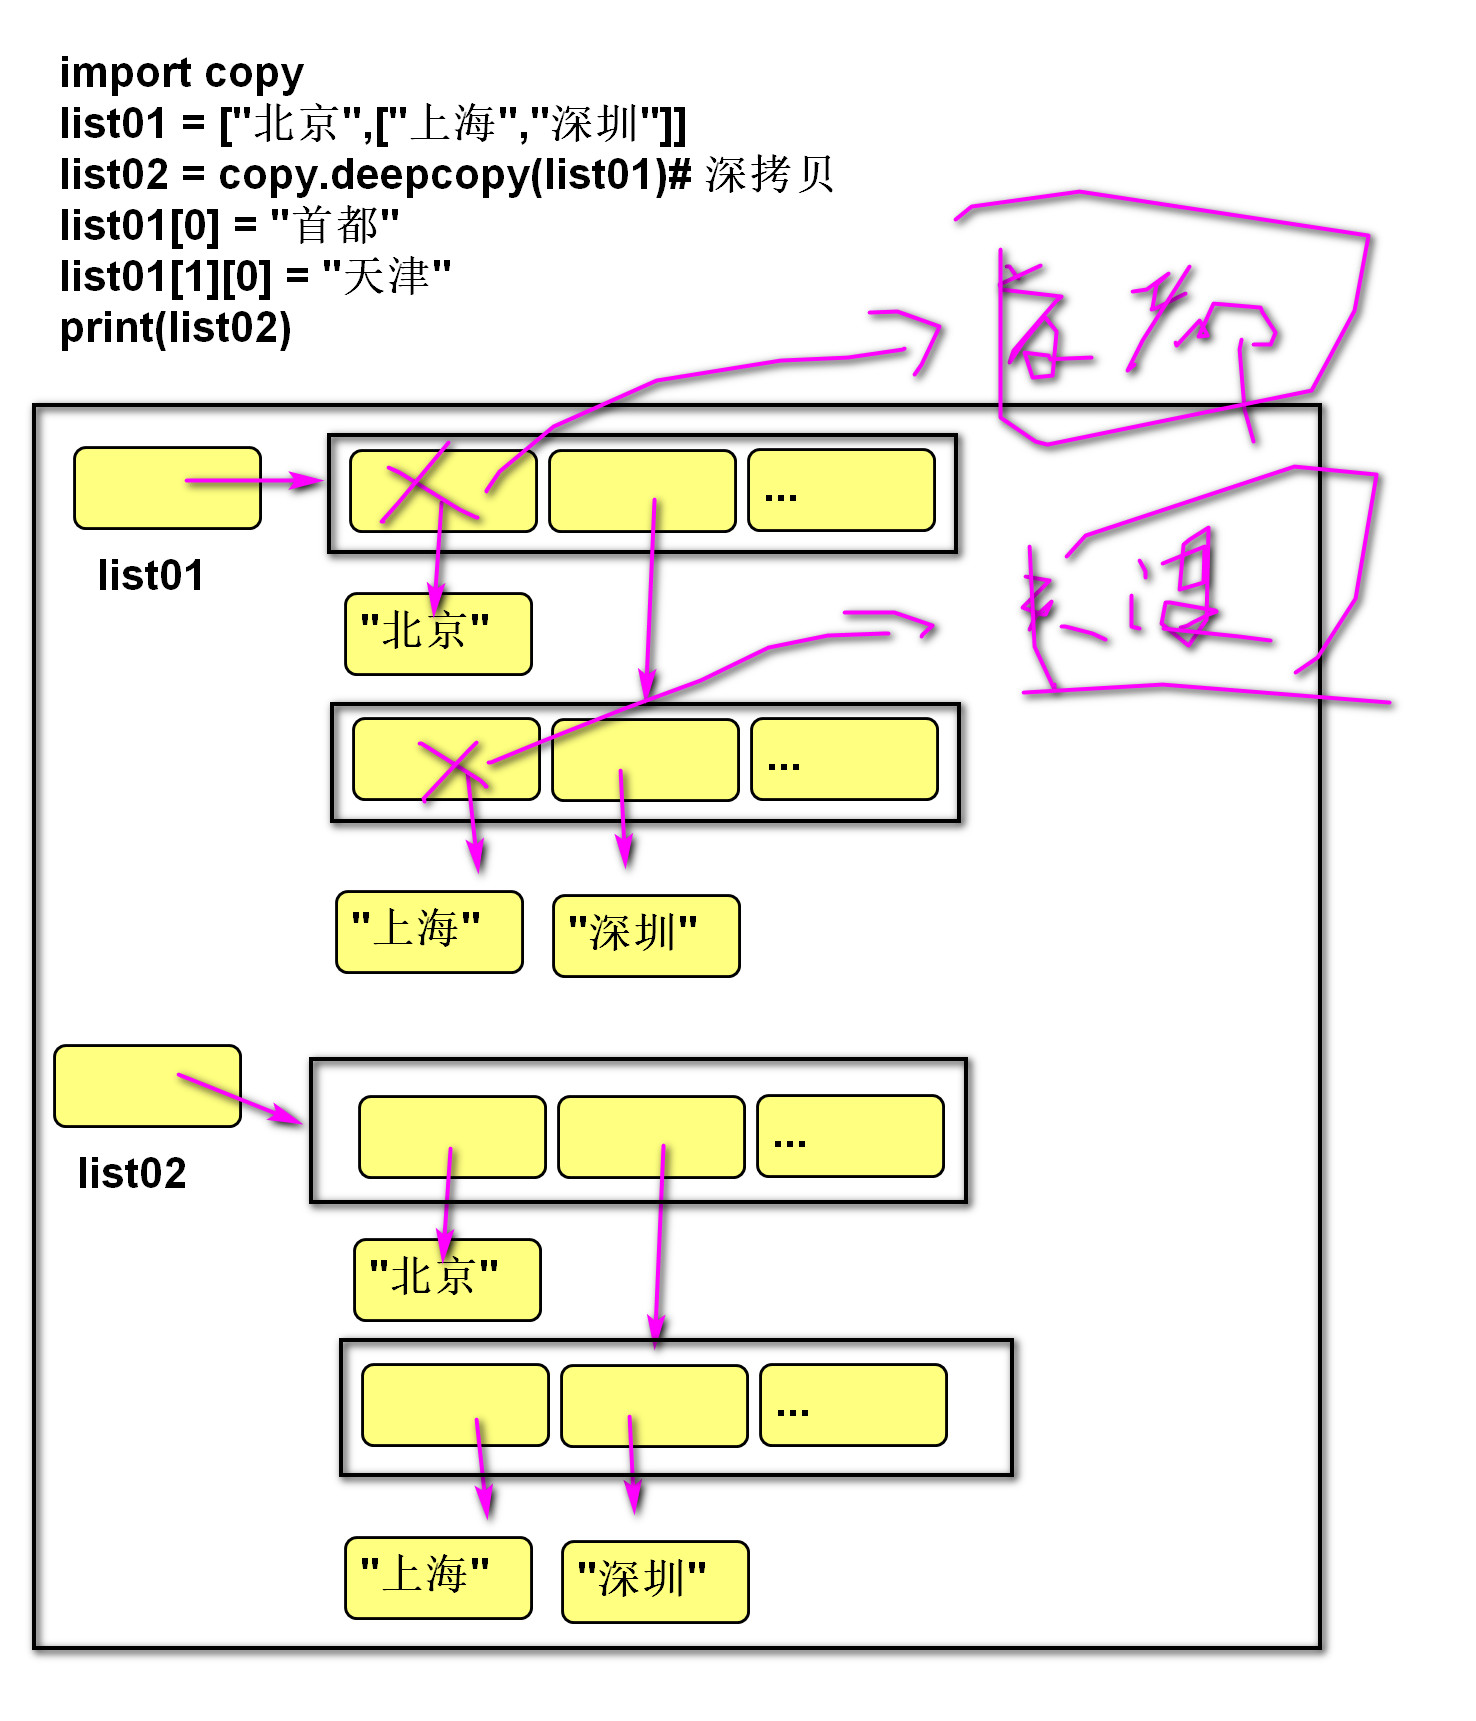 import copy
list01 = ["北京",["上海","深圳"]]
list02 = copy.deepcopy(list01)# 深拷贝
list01[0] = "首都"
list01[1][0] = "天津"
print(list02)
首都
...
list01
"北京"
...
"上海" "深圳"
...
list02
"北京"
...
"上海" "深圳"